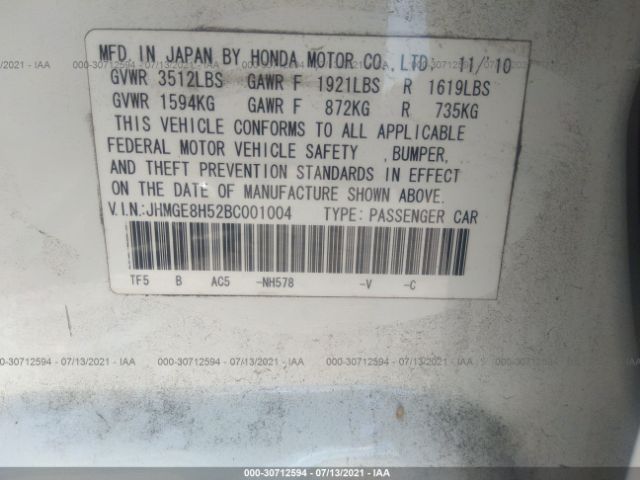 MFD. IN JAPAN BY HONDA MOTOR CO.,LTD. 11/10
GVWR 3512LBS GAWR F 1921LBS R 1619LBS
GVWR 1594KG GAWR F 872KG R 735KG
THIS VEHICLE CONFORMS TO ALL APPLICABLE
FEDERAL MOTOR VEHICLE SAFETY ,BUMPER,
AND THEFT PREVENTION STANDARDS IN EFFECT
ON THE DATE OF MANUFACTURE SHOWN ABOVE.
V.I.N.:JHMGE8H52BC001004 TYPE: PASSENGER CAR
TF5 B AC5 -NH578 -V -C
000-30712594 - 07/13/2021 - IAA 000-30712594 - 07/13/2021 - IAA
000-30712594 - 07/13/2021 - IAA